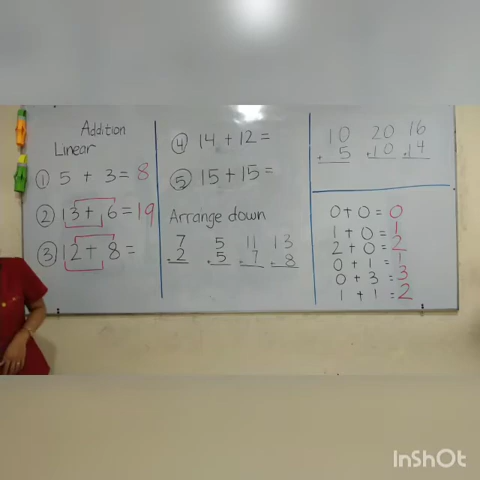 Addition
Linear
① 5 + 3 = 8
② 13 + 6 = 19
③ 12 + 8 =
④ 14 + 12 =
⑤ 15 + 15 =
Arrange down
7 5 11 13
+2 +5 +7 +8
10 20 16
+5 +10 +14
0 + 0 = 0
1 + 0 = 1
2 + 0 = 2
0 + 1 = 1
0 + 3 = 3
1 + 1 = 2
InShOt